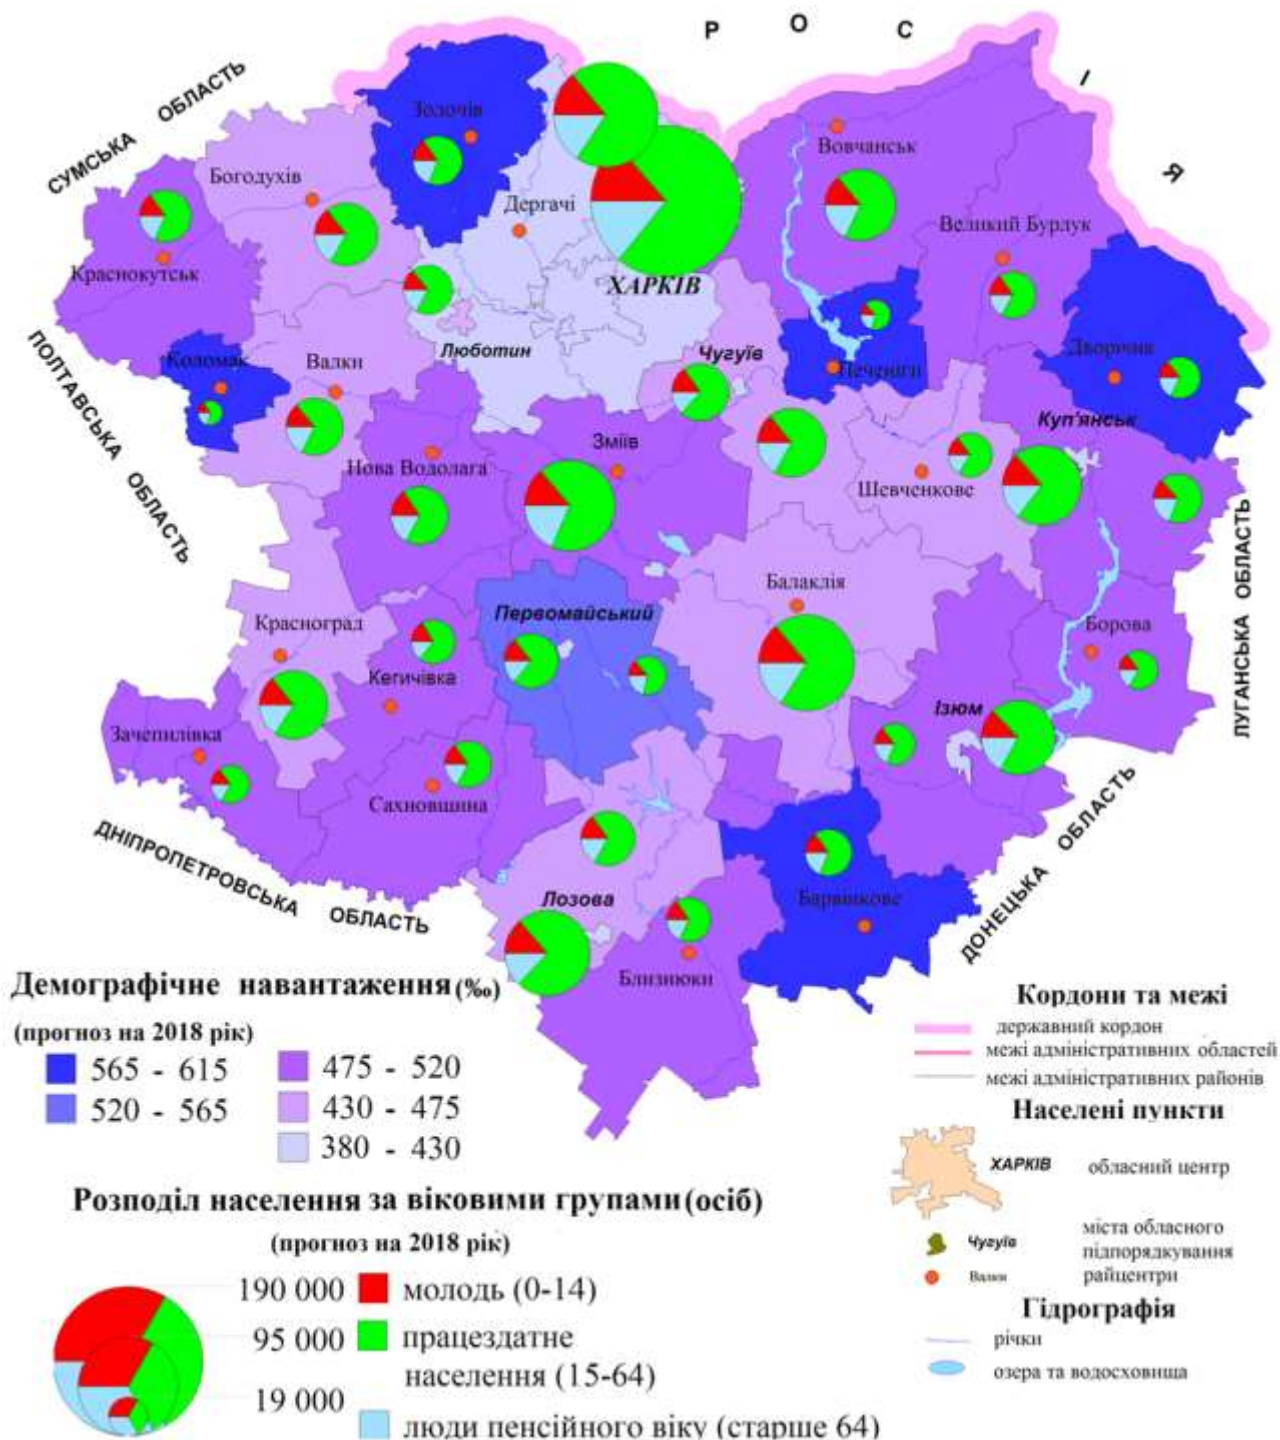 Р О С І Я
СУМСЬКА ОБЛАСТЬ
Золочів
Вовчанськ
Богодухів
Дергачі
Великий Бурлук
Краснокутськ
ХАРКІВ
ПОЛТАВСЬКА ОБЛАСТЬ
Коломак
Валки
Люботин
Чугуїв
Печеніги
Дворічна
Куп'янськ
Нова Водолага
Зміїв
Шевченкове
ЛУГАНСЬКА ОБЛАСТЬ
Балаклія
Красноград
Первомайський
Борова
Кегичівка
Ізюм
Зачепилівка
Сахновщина
ДНІПРОПЕТРОВСЬКА ОБЛАСТЬ
Лозова
Барвінкове
ДОНЕЦЬКА ОБЛАСТЬ
Близнюки
Демографічне навантаження (‰)
(прогноз на 2018 рік)
565 - 615
520 - 565
475 - 520
430 - 475
380 - 430
Розподіл населення за віковими групами (осіб)
(прогноз на 2018 рік)
190 000
95 000
19 000
молодь (0-14)
працездатне
населення (15-64)
люди пенсійного віку (старше 64)
Кордони та межі
державний кордон
межі адміністративних областей
межі адміністративних районів
Населені пункти
ХАРКІВ обласний центр
Чугуїв міста обласного
підпорядкування
Валки райцентри
Гідрографія
річки
озера та водосховища